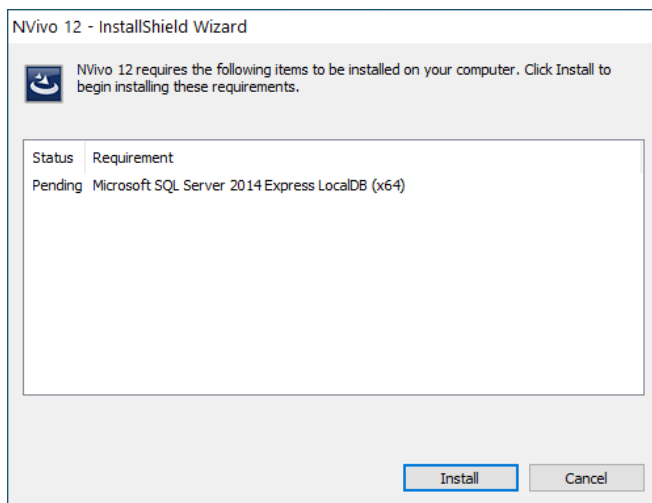 NVivo 12 - InstallShield Wizard
NVivo 12 requires the following items to be installed on your computer. Click Install to
begin installing these requirements.
Status Requirement
Pending Microsoft SQL Server 2014 Express LocalDB (x64)
Install Cancel